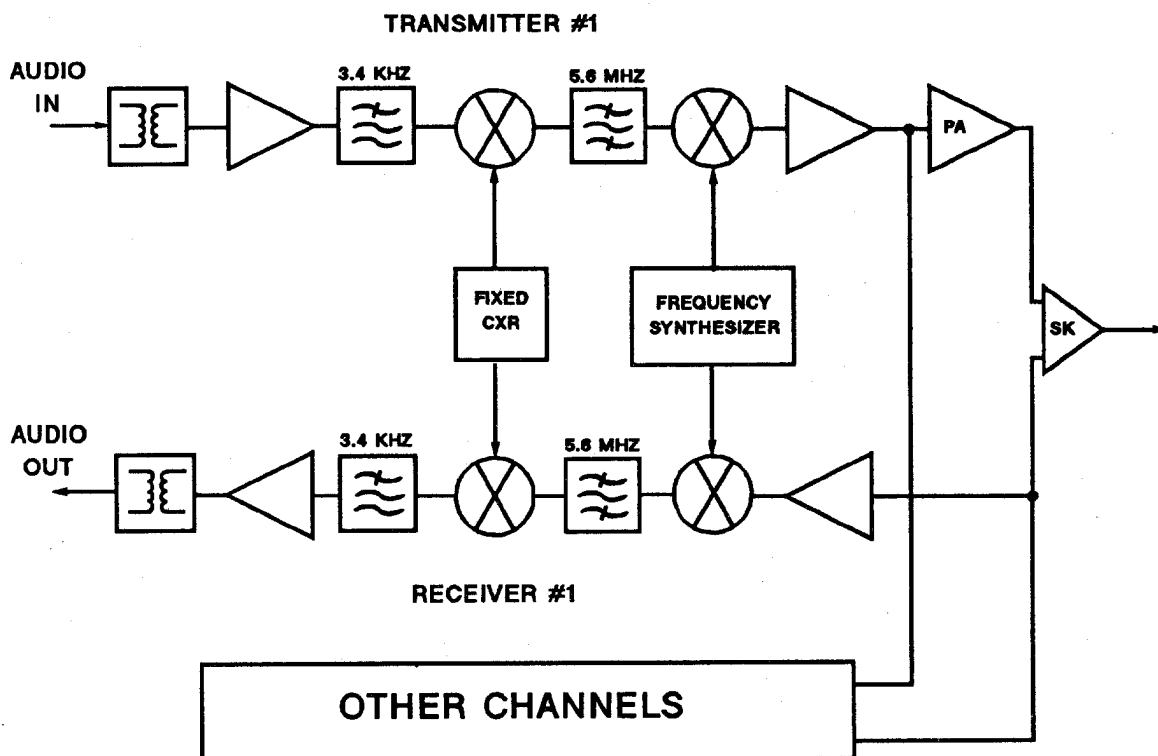 TRANSMITTER #1
AUDIO
IN
3.4 KHZ
5.6 MHZ
PA
FIXED
CXR
FREQUENCY
SYNTHESIZER
SK
AUDIO
OUT
3.4 KHZ
5.6 MHZ
RECEIVER #1
OTHER CHANNELS